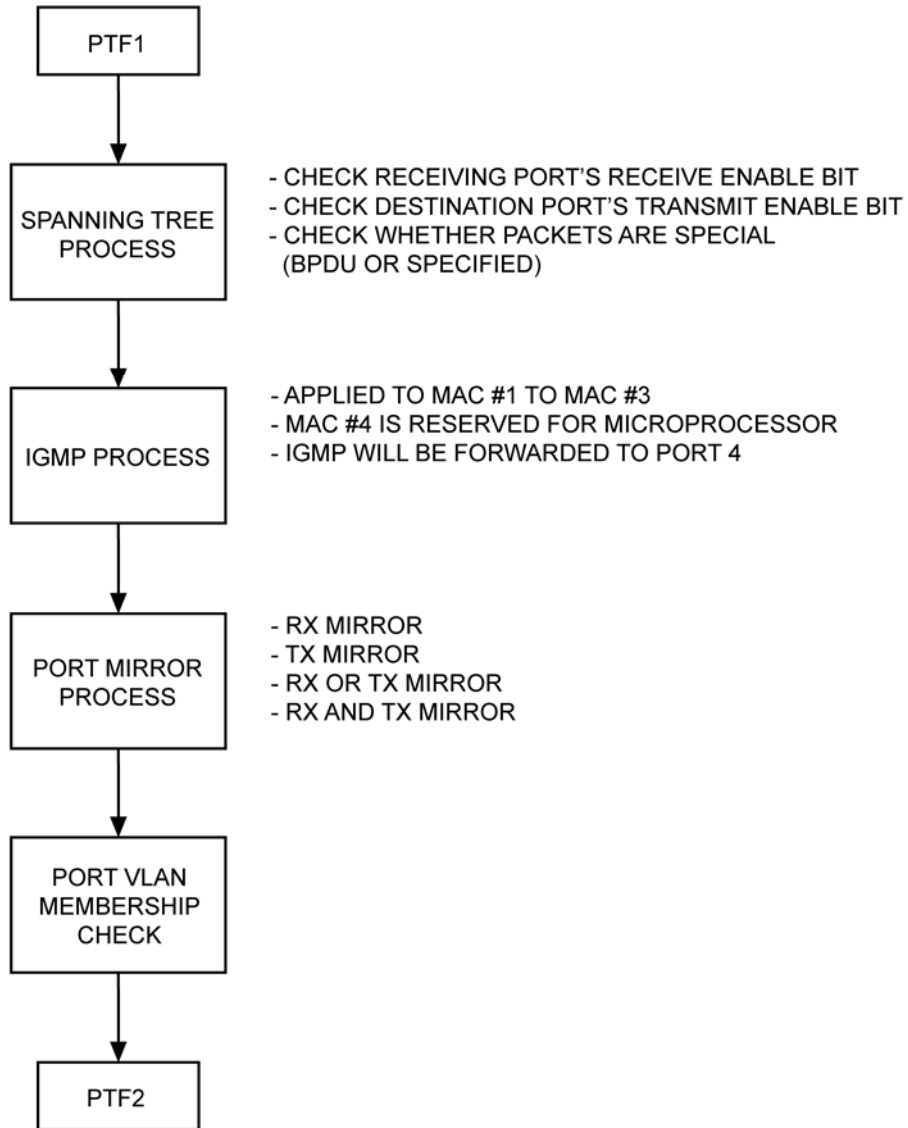 PTF1
SPANNING TREE
PROCESS
- CHECK RECEIVING PORT'S RECEIVE ENABLE BIT
- CHECK DESTINATION PORT'S TRANSMIT ENABLE BIT
- CHECK WHETHER PACKETS ARE SPECIAL
(BPDU OR SPECIFIED)
IGMP PROCESS
- APPLIED TO MAC #1 TO MAC #3
- MAC #4 IS RESERVED FOR MICROPROCESSOR
- IGMP WILL BE FORWARDED TO PORT 4
PORT MIRROR
PROCESS
- RX MIRROR
- TX MIRROR
- RX OR TX MIRROR
- RX AND TX MIRROR
PORT VLAN
MEMBERSHIP
CHECK
PTF2